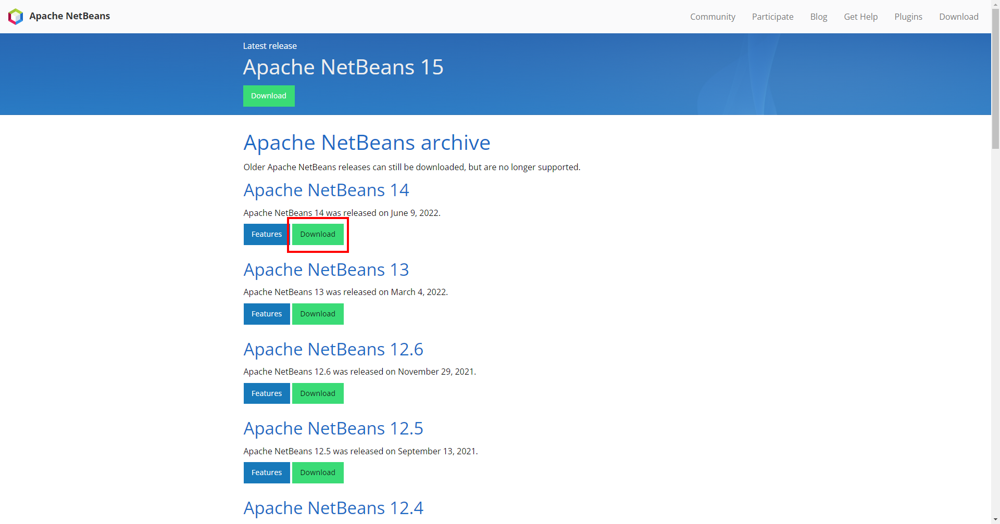 Apache NetBeans
Community Participate Blog Get Help Plugins Download
Latest release
Apache NetBeans 15
Download
Apache NetBeans archive
Older Apache NetBeans releases can still be downloaded, but are no longer supported.
Apache NetBeans 14
Apache NetBeans 14 was released on June 9, 2022.
Features Download
Apache NetBeans 13
Apache NetBeans 13 was released on March 4, 2022.
Features Download
Apache NetBeans 12.6
Apache NetBeans 12.6 was released on November 29, 2021.
Features Download
Apache NetBeans 12.5
Apache NetBeans 12.5 was released on September 13, 2021.
Features Download
Apache NetBeans 12.4